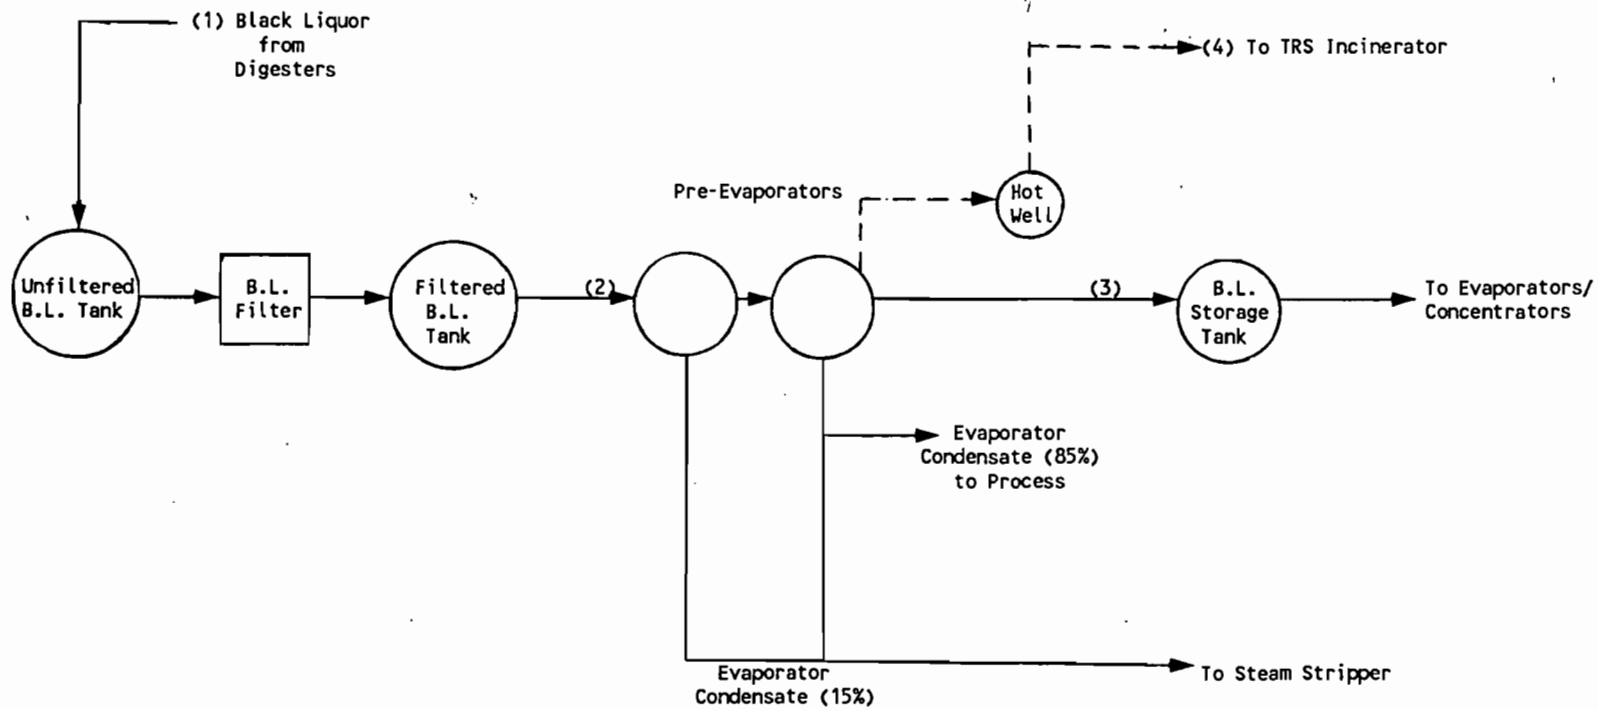 (1) Black Liquor
from
Digesters
(4) To TRS Incinerator
Pre-Evaporators
Hot
Well
Unfiltered
B.L. Tank
B.L.
Filter
Filtered
B.L.
Tank
(2)
(3)
B.L.
Storage
Tank
To Evaporators/
Concentrators
Evaporator
Condensate (85%)
to Process
Evaporator
Condensate (15%)
To Steam Stripper